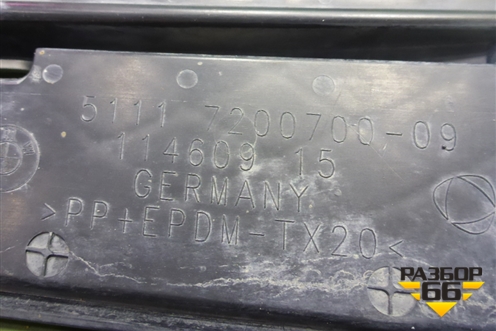 5111 7200700-09
114609 15
GERMANY
>PP+EPDM-TX20<
РАЗБОР
66